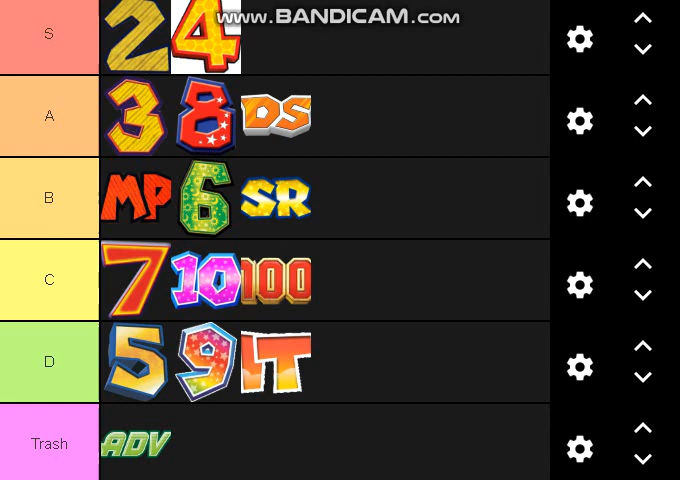 www.BANDICAM.com
S 2 4
A 3 8 DS
B MP 6 SR
C 7 10 100
D 5 9 IT
Trash ADV